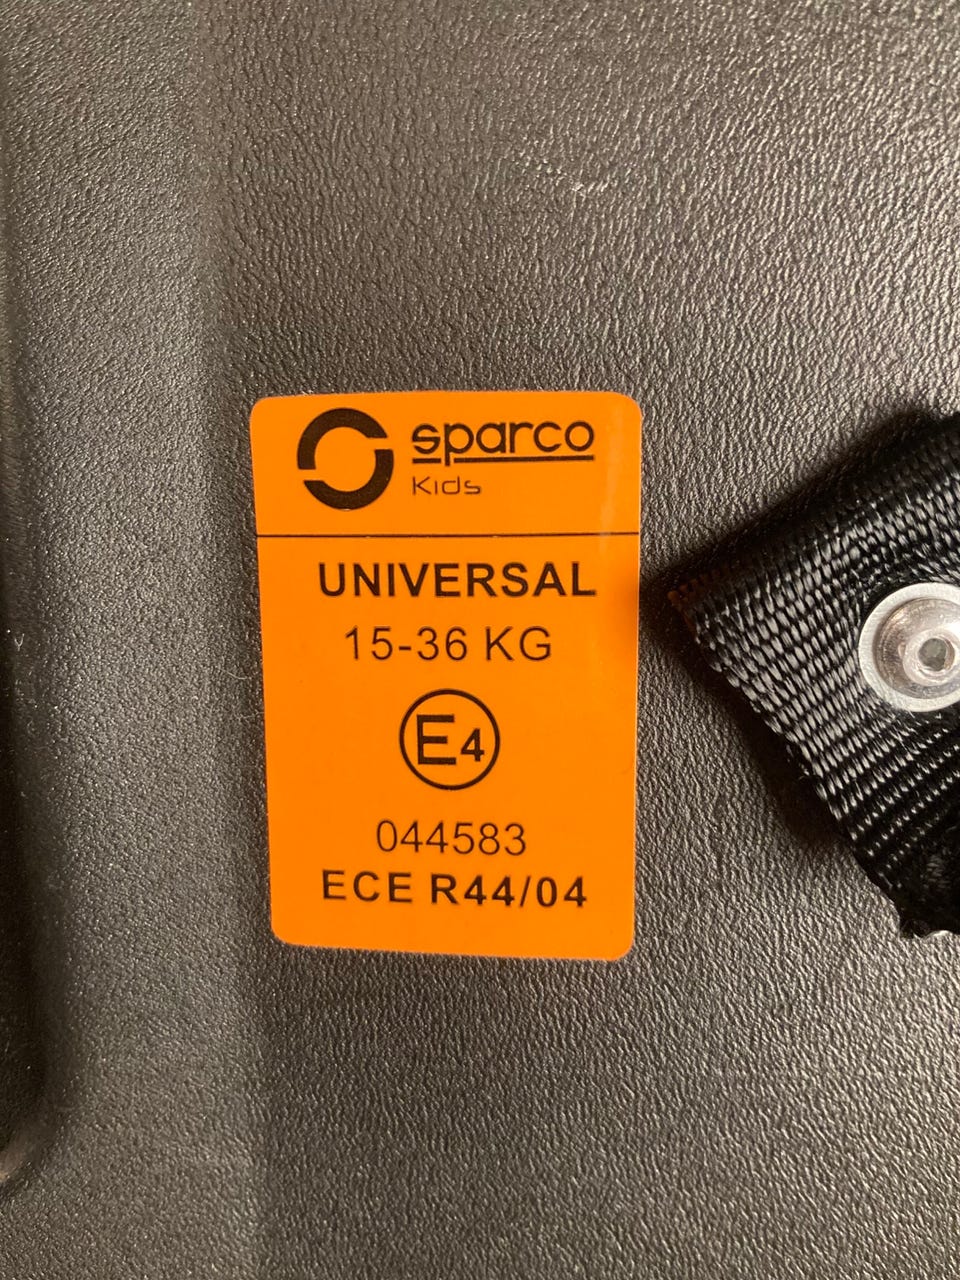 sparco
Kids
UNIVERSAL
15-36 KG
E4
044583
ECE R44/04